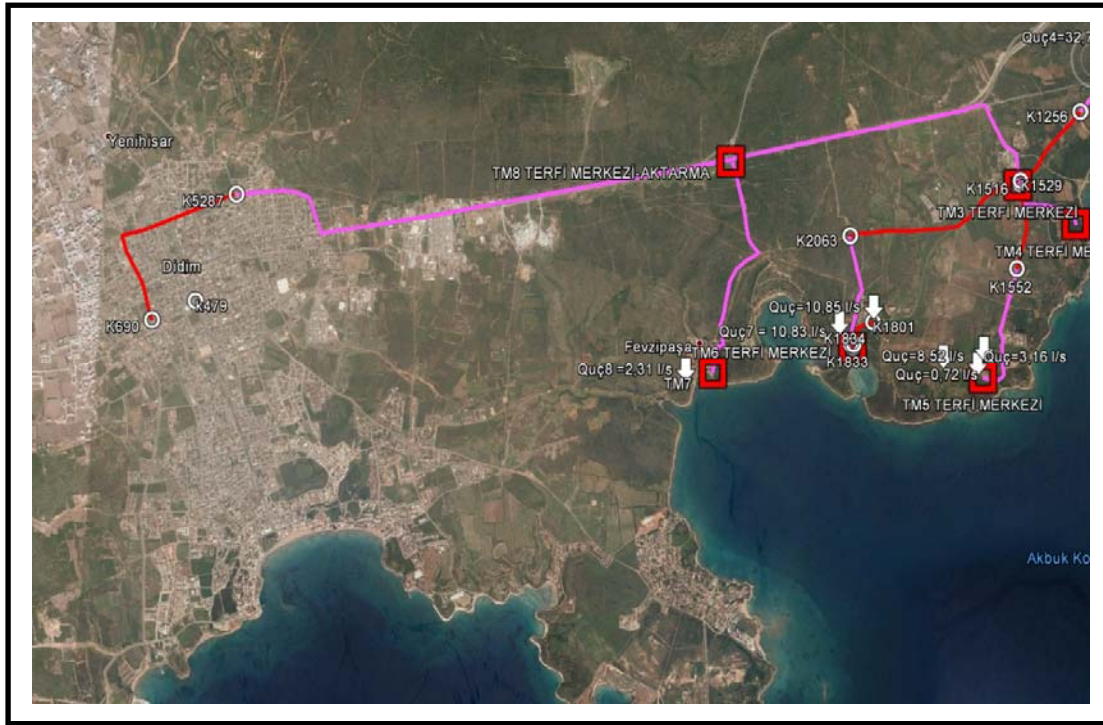 Quç4=32,7
K1256
Yenihisar
TM8 TERFİ MERKEZİ-AKTARMA
K5287
K1516
K1529
TM3 TERFİ MERKEZİ
K2063
TM4 TERFİ ME
Didim
K1552
k479
K690
Quç=10,85 l/s
K1801
Quç7 = 10,83 l/s
K1834
Fevzipaşa
TM6 TERFİ MERKEZİ
K1833
Quç=8,52 l/s
Quç=3,16 l/s
Quç8 =2,31 l/s
Quç=0,72 l/s
TM7
TM5 TERFİ MERKEZİ
Akbuk Ko